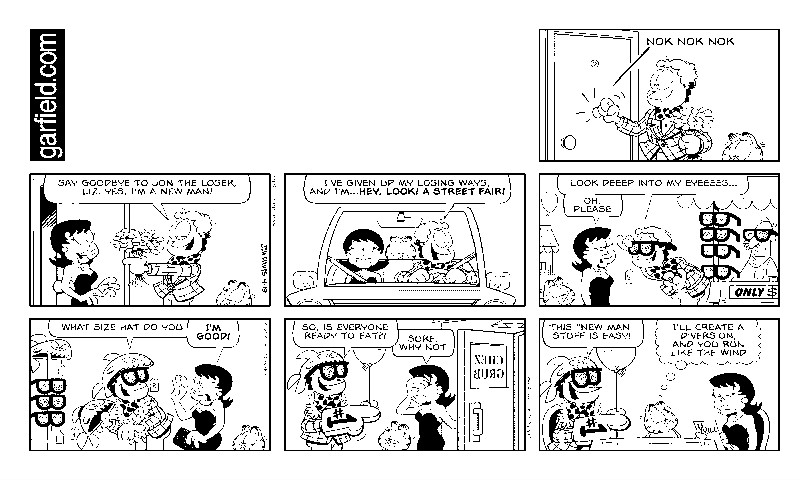 garfield.com
NOK NOK NOK
SAY GOODBYE TO JON THE LOSER,
LIZ. YES, I'M A NEW MAN!
I'VE GIVEN UP MY LOSING WAYS,
AND I'M...HEY, LOOK! A STREET FAIR!
LOOK DEEEP INTO MY EYEEEES...
OH,
PLEASE
ONLY $
WHAT SIZE HAT DO YOU
I'M
GOOD!
SO, IS EVERYONE
READY TO EAT?!
SURE,
WHY NOT
CHEZ
GRUB
THIS "NEW MAN
STUFF IS EASY!
I'LL CREATE A
DIVERSION,
AND YOU RUN
LIKE THE WIND